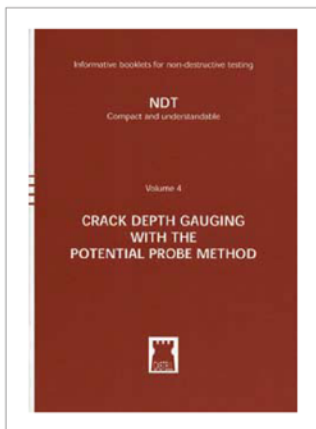 Informative booklets for non-destructive testing
NDT
Compact and understandable
Volume 4
CRACK DEPTH GAUGING
WITH THE
POTENTIAL PROBE METHOD
CASTELL